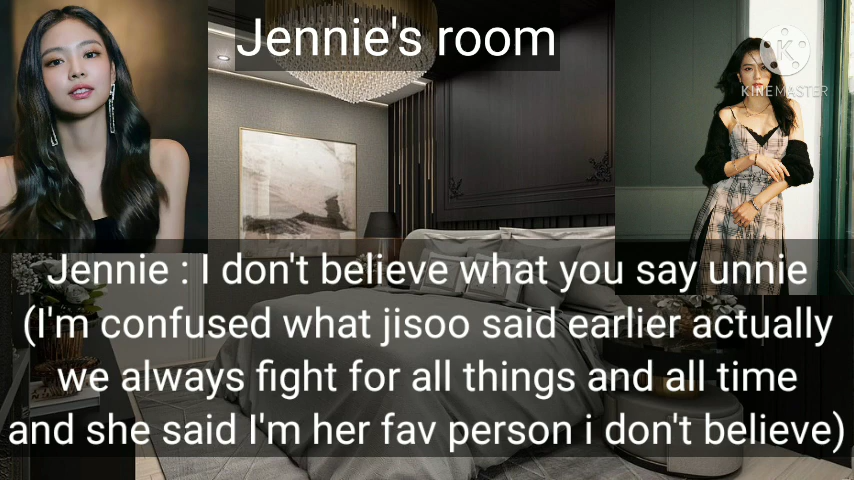 Jennie's room
KINEMASTER
Jennie : I don't believe what you say unnie
(I'm confused what jisoo said earlier actually
we always fight for all things and all time
and she said I'm her fav person i don't believe)